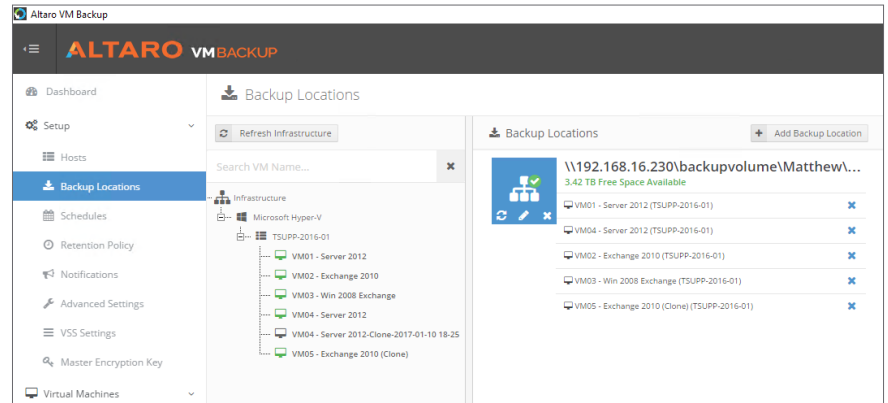 Altaro VM Backup
ALTARO VMBACKUP
Dashboard
Setup
Hosts
Backup Locations
Schedules
Retention Policy
Notifications
Advanced Settings
VSS Settings
Master Encryption Key
Virtual Machines
Backup Locations
Refresh Infrastructure
Search VM Name...
Infrastructure
Microsoft Hyper-V
TSUPP-2016-01
VM01 - Server 2012
VM02 - Exchange 2010
VM03 - Win 2008 Exchange
VM04 - Server 2012
VM04 - Server 2012-Clone-2017-01-10 18-25
VM05 - Exchange 2010 (Clone)
Backup Locations
Add Backup Location
\\192.168.16.230\backupvolume\Matthew\...
3.42 TB Free Space Available
VM01 - Server 2012 (TSUPP-2016-01)
VM04 - Server 2012 (TSUPP-2016-01)
VM02 - Exchange 2010 (TSUPP-2016-01)
VM03 - Win 2008 Exchange (TSUPP-2016-01)
VM05 - Exchange 2010 (Clone) (TSUPP-2016-01)